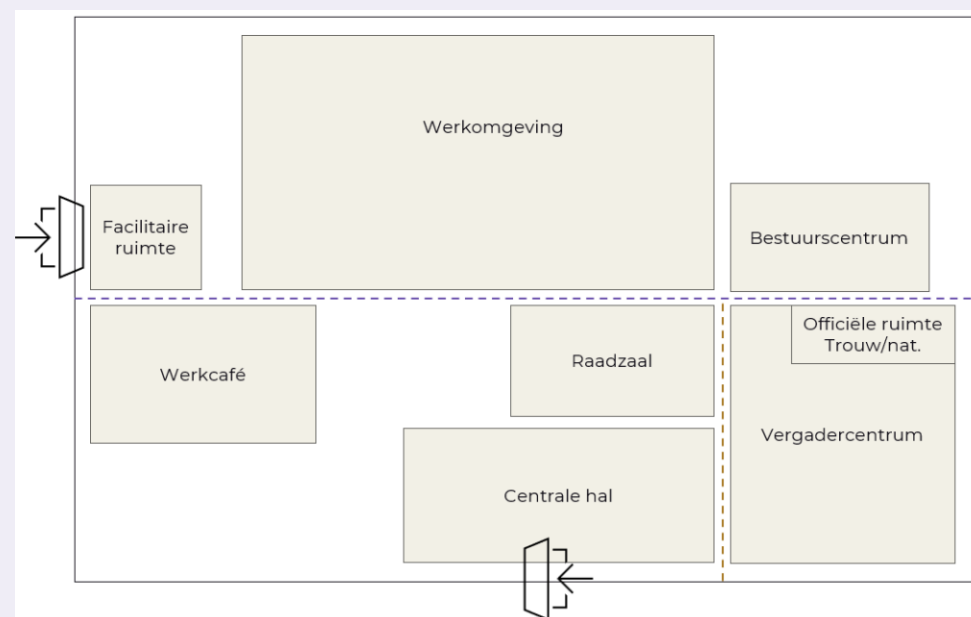 Werkomgeving
Facilitaire
ruimte
Bestuurscentrum
Officiële ruimte
Trouw/nat.
Werkcafé
Raadzaal
Vergadercentrum
Centrale hal